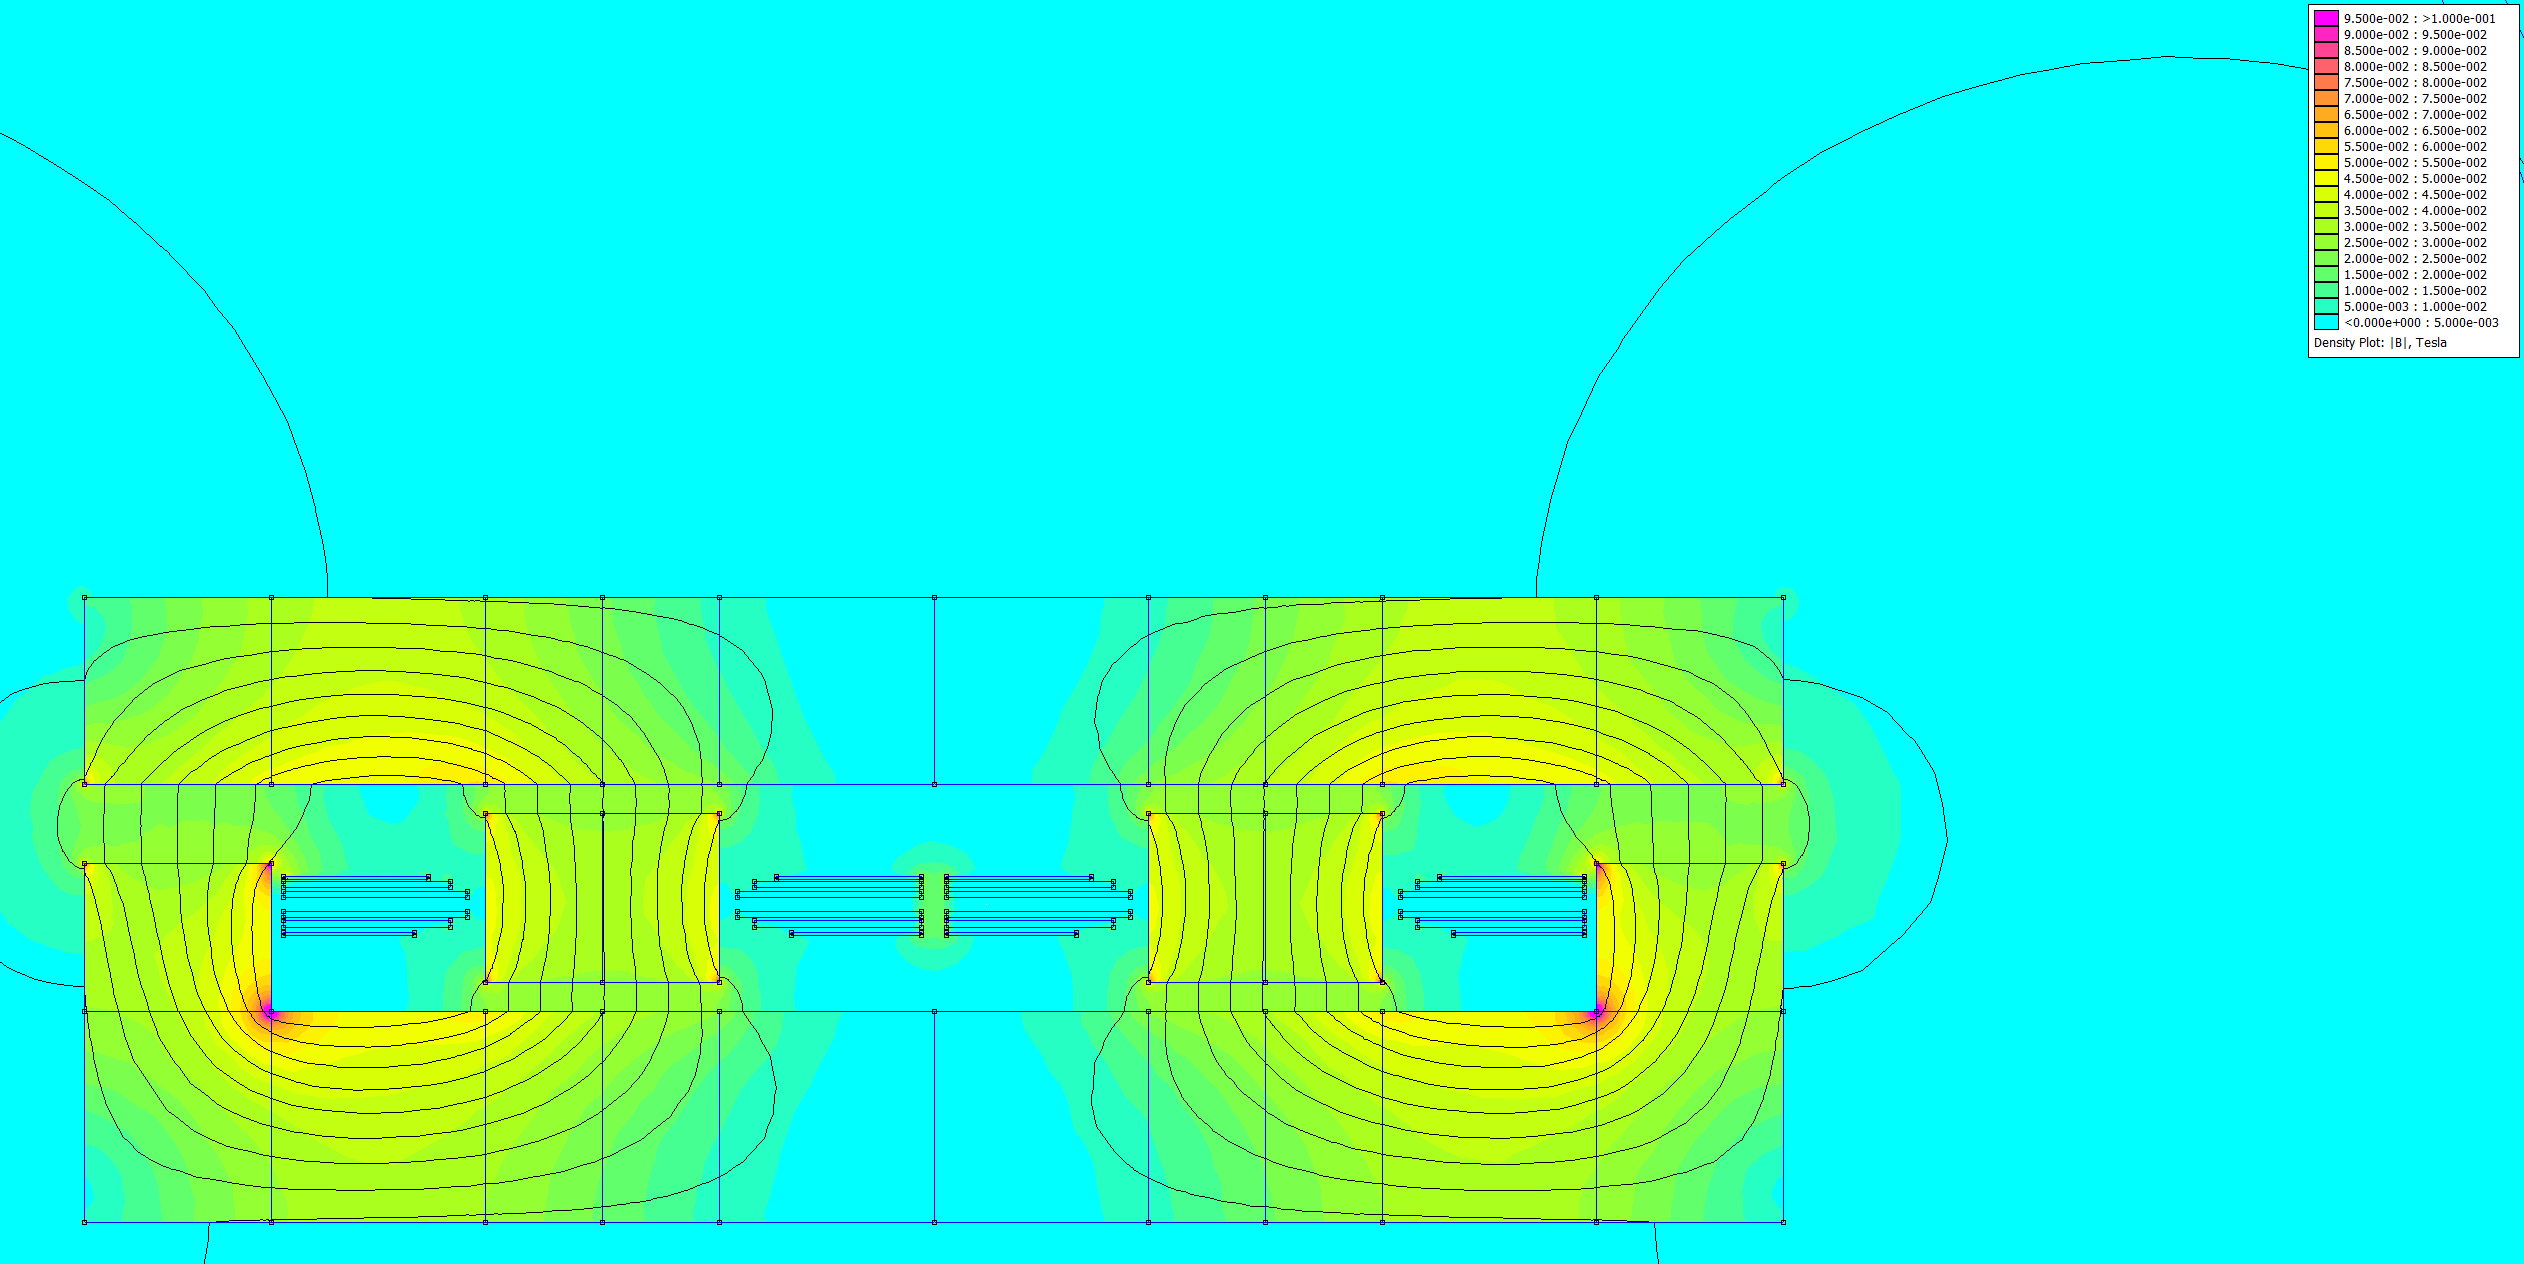 9.500e-002 : >1.000e-001
9.000e-002 : 9.500e-002
8.500e-002 : 9.000e-002
8.000e-002 : 8.500e-002
7.500e-002 : 8.000e-002
7.000e-002 : 7.500e-002
6.500e-002 : 7.000e-002
6.000e-002 : 6.500e-002
5.500e-002 : 6.000e-002
5.000e-002 : 5.500e-002
4.500e-002 : 5.000e-002
4.000e-002 : 4.500e-002
3.500e-002 : 4.000e-002
3.000e-002 : 3.500e-002
2.500e-002 : 3.000e-002
2.000e-002 : 2.500e-002
1.500e-002 : 2.000e-002
1.000e-002 : 1.500e-002
5.000e-003 : 1.000e-002
<0.000e+000 : 5.000e-003
Density Plot: |B|, Tesla